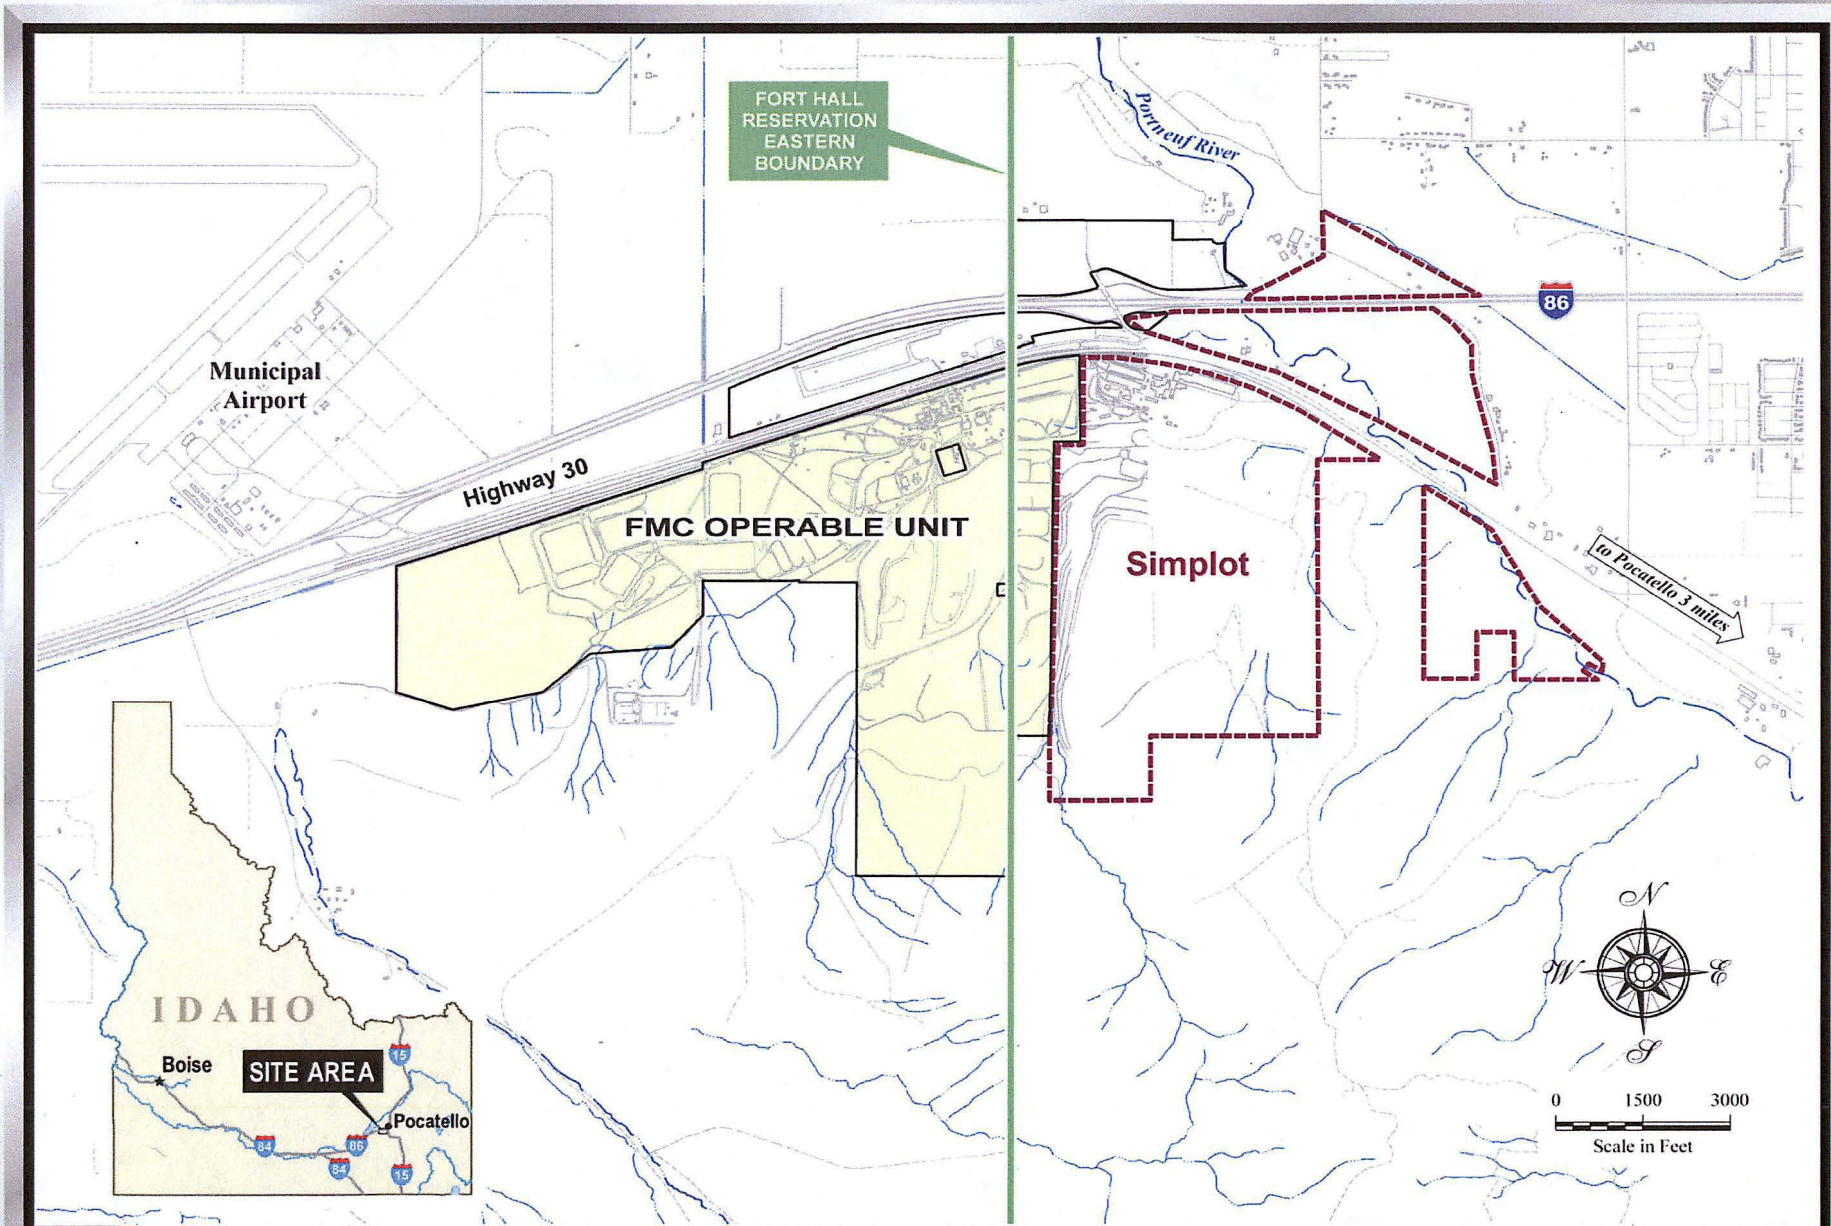 FORT HALL
RESERVATION
EASTERN
BOUNDARY
Portneuf River
86
Municipal
Airport
Highway 30
FMC OPERABLE UNIT
Simplot
to Pocatello 3 miles
N
W
E
S
0 1500 3000
Scale in Feet
IDAHO
15
Boise
SITE AREA
Pocatello
84
86
84
15